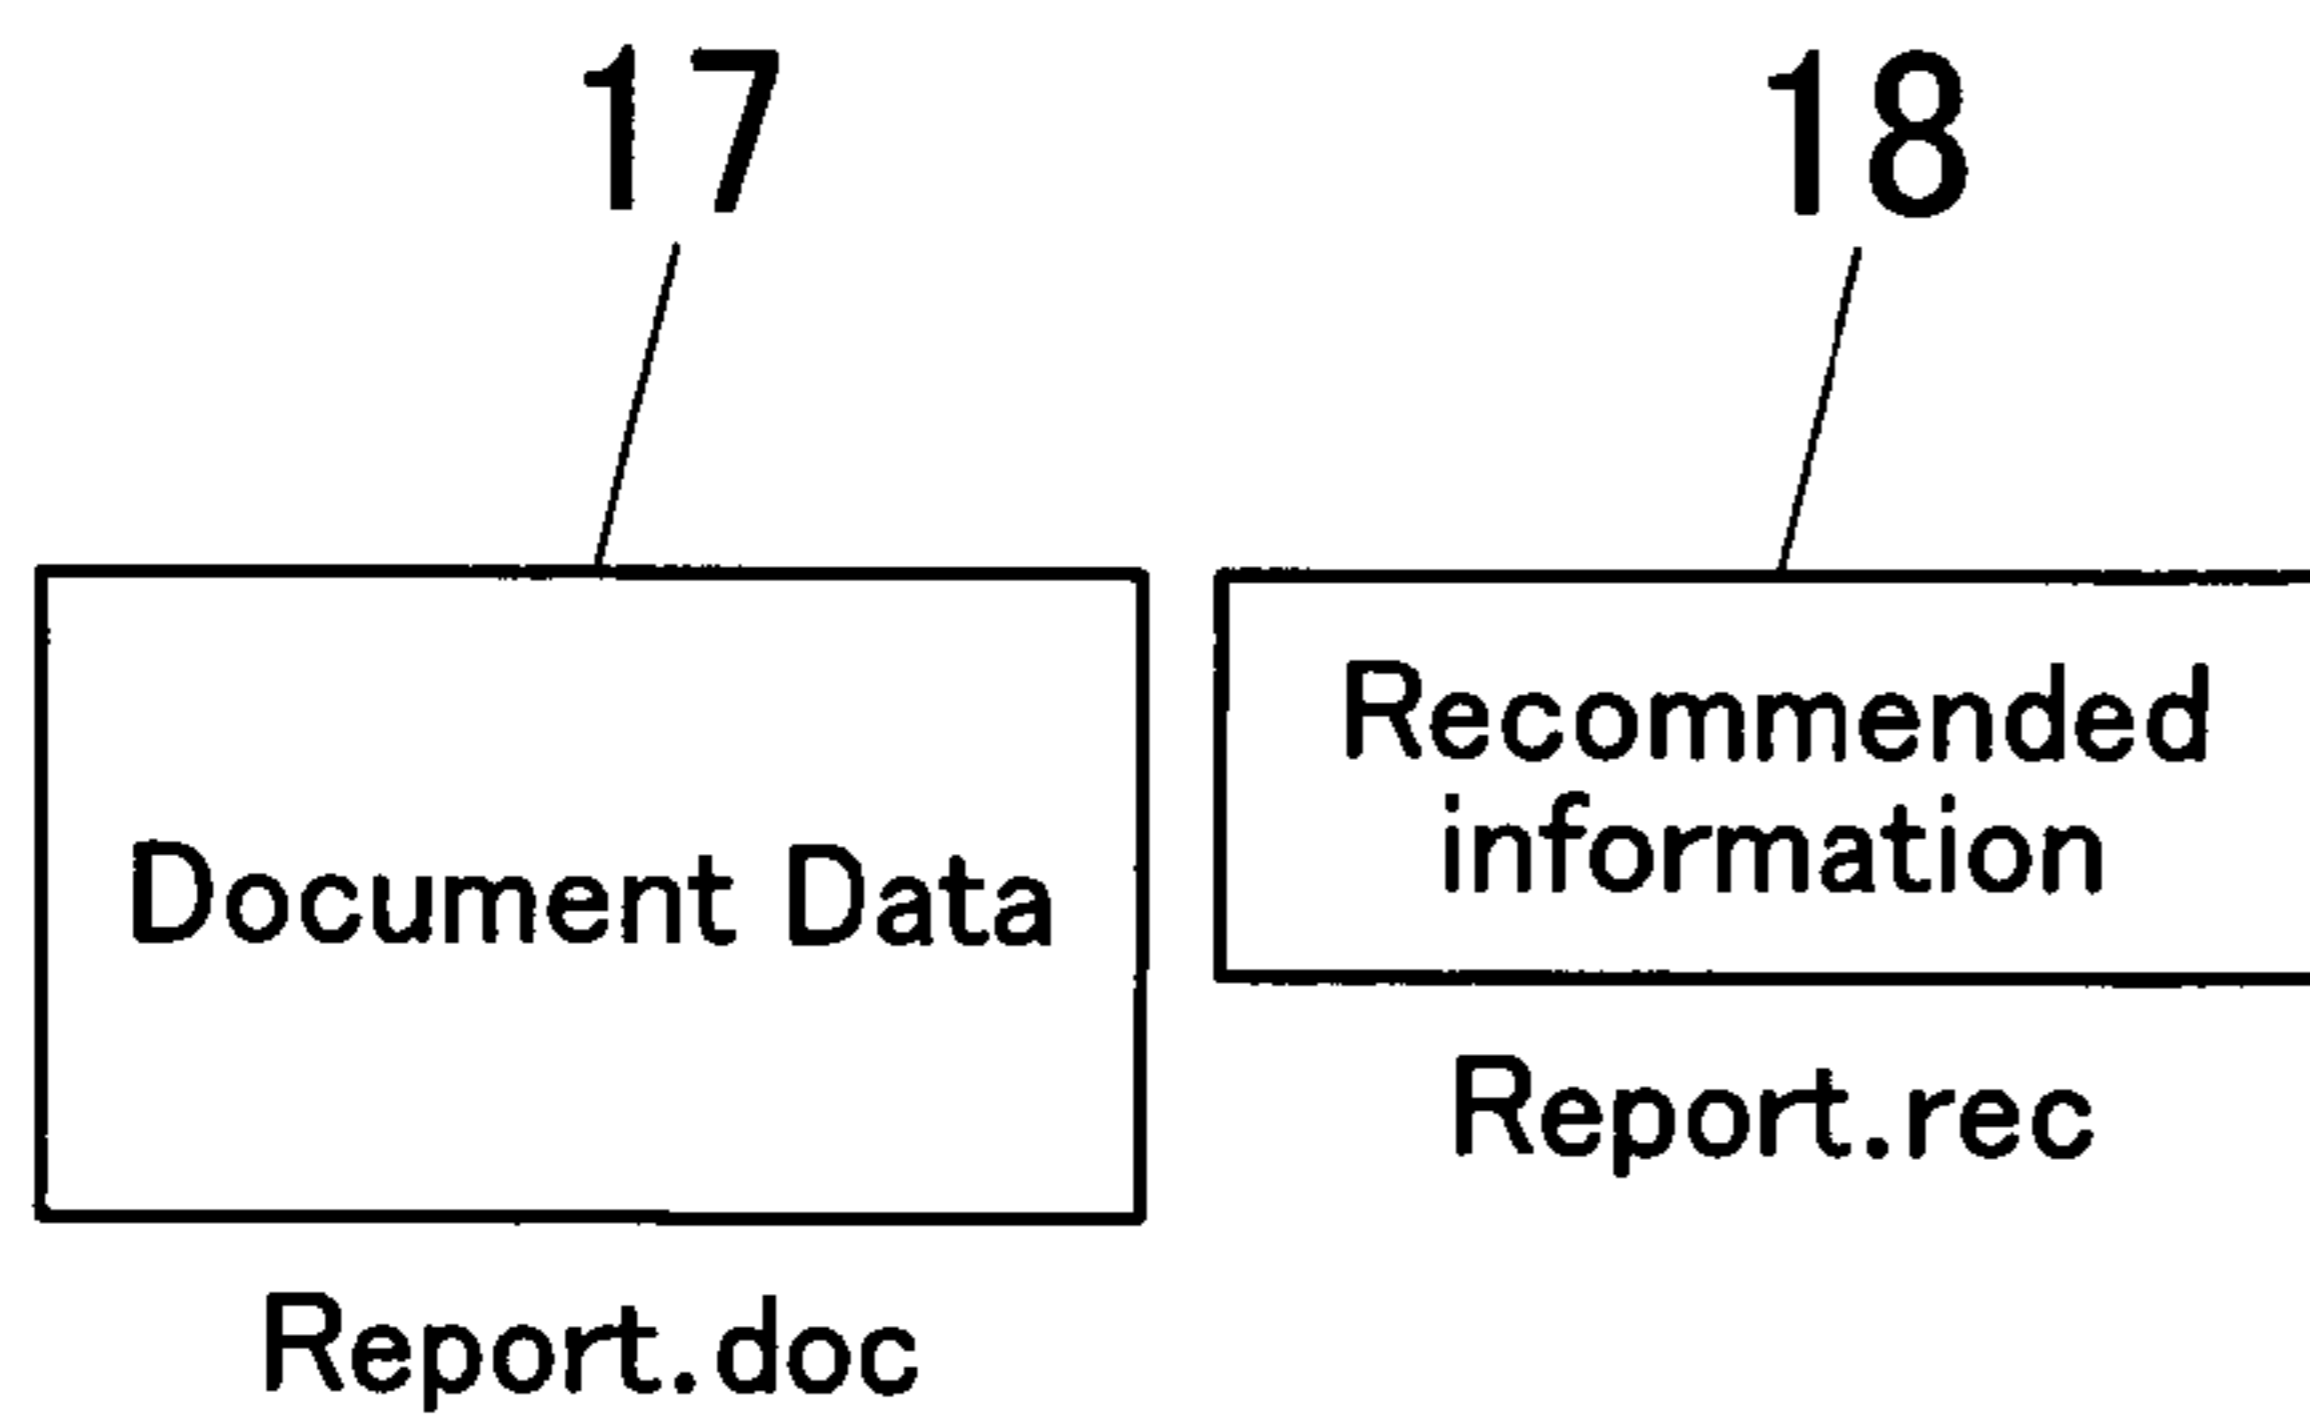 17
18
Document Data
Recommended
information
Report.doc
Report.rec